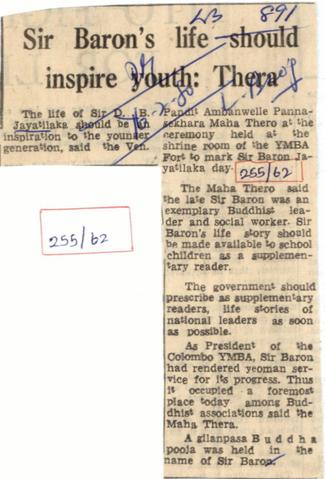 LB 891
Sir Baron's life should
inspire youth: Thera
The life of Sir D. B.
Jayatilaka should be an
inspiration to the younger
generation, said the Ven.
Pandit Ambanwelle Panna-
sekhara Maha Thero at the
ceremony held at the
shrine room of the YMBA
Fort to mark Sir Baron Ja-
yatilaka day.
255/62
The Maha Thero said
the late Sir Baron was an
exemplary Buddhist lea-
der and social worker. Sir
Baron's life story should
be made available to school
children as a supplemen-
tary reader.
The government should
prescribe as supplementary
readers, life stories of
national leaders as soon
as possible.
As President of the
Colombo YMBA, Sir Baron
had rendered yeoman ser-
vice for its progress. Thus
it occupied a foremost
place today among Bud-
dhist associations said the
Maha Thera.
A gilanpasa Buddha
pooja was held in the
name of Sir Baron.
255/62